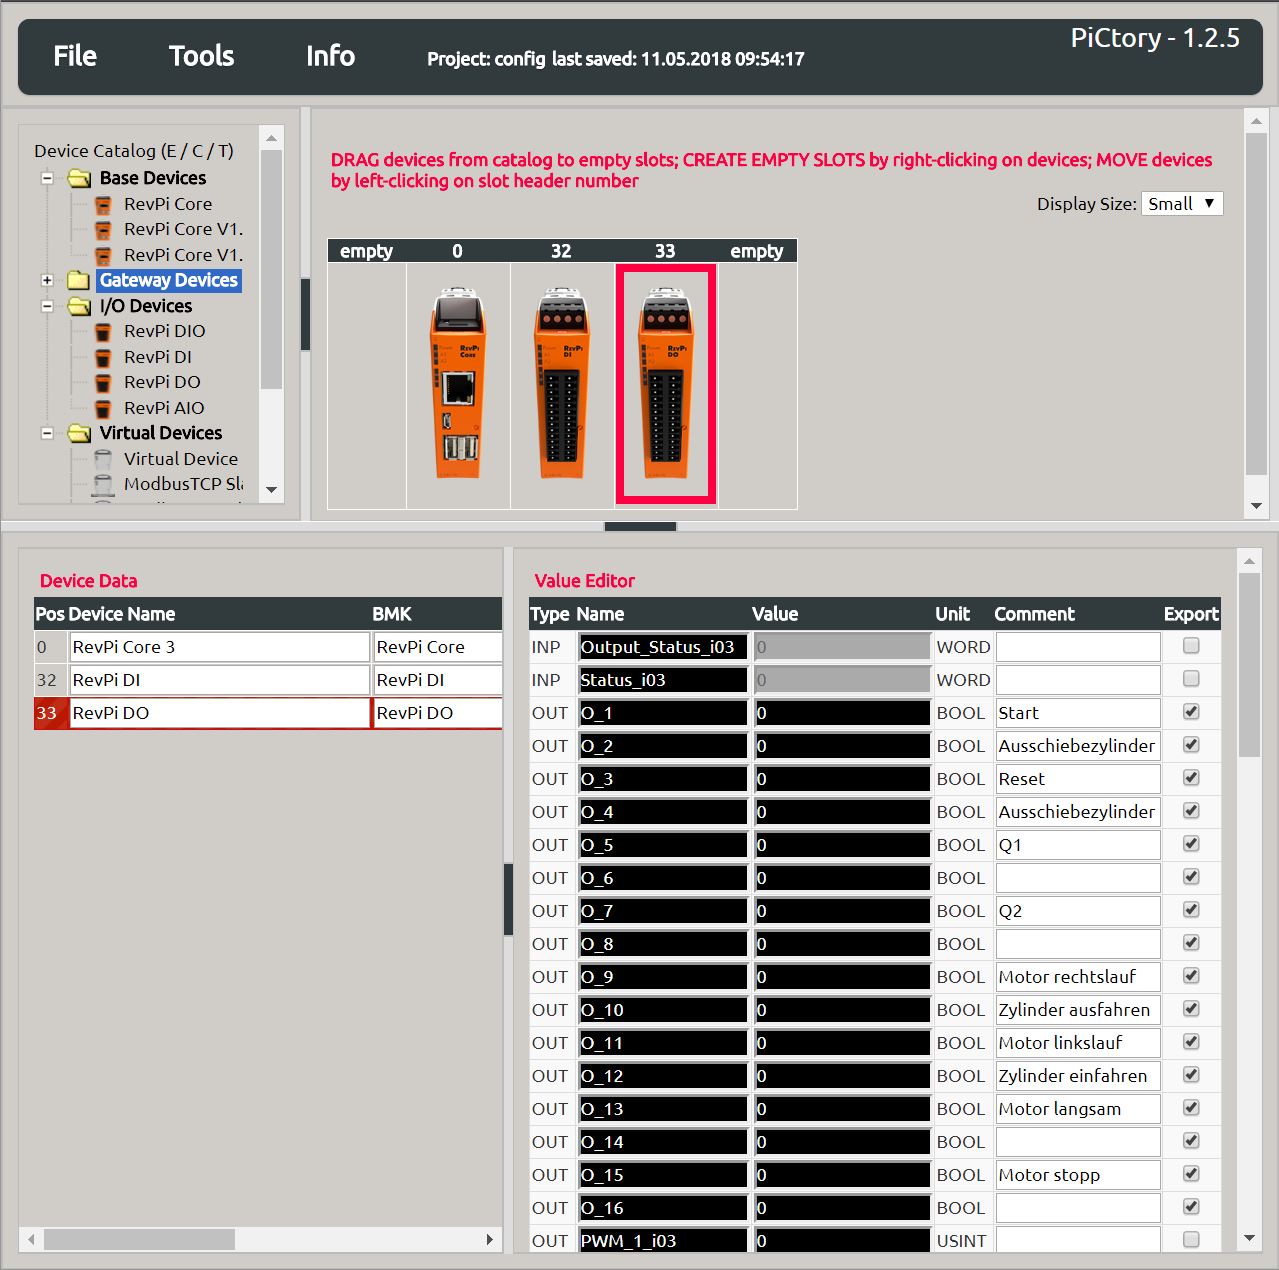 File Tools Info Project: config last saved: 11.05.2018 09:54:17 PiCtory - 1.2.5
Device Catalog (E / C / T)
Base Devices
RevPi Core
RevPi Core V1.
RevPi Core V1.
Gateway Devices
I/O Devices
RevPi DIO
RevPi DI
RevPi DO
RevPi AIO
Virtual Devices
Virtual Device
ModbusTCP Sl
DRAG devices from catalog to empty slots; CREATE EMPTY SLOTS by right-clicking on devices; MOVE devices
by left-clicking on slot header number
Display Size: Small
empty 0 32 33 empty
RevPi Core
RevPi DI
RevPi DO
Device Data
Pos Device Name BMK
0 RevPi Core 3 RevPi Core
32 RevPi DI RevPi DI
33 RevPi DO RevPi DO
Value Editor
Type Name Value Unit Comment Export
INP Output_Status_i03 0 WORD
INP Status_i03 0 WORD
OUT O_1 0 BOOL Start
OUT O_2 0 BOOL Ausschiebezylinder
OUT O_3 0 BOOL Reset
OUT O_4 0 BOOL Ausschiebezylinder
OUT O_5 0 BOOL Q1
OUT O_6 0 BOOL
OUT O_7 0 BOOL Q2
OUT O_8 0 BOOL
OUT O_9 0 BOOL Motor rechtslauf
OUT O_10 0 BOOL Zylinder ausfahren
OUT O_11 0 BOOL Motor linkslauf
OUT O_12 0 BOOL Zylinder einfahren
OUT O_13 0 BOOL Motor langsam
OUT O_14 0 BOOL
OUT O_15 0 BOOL Motor stopp
OUT O_16 0 BOOL
OUT PWM_1_i03 0 USINT